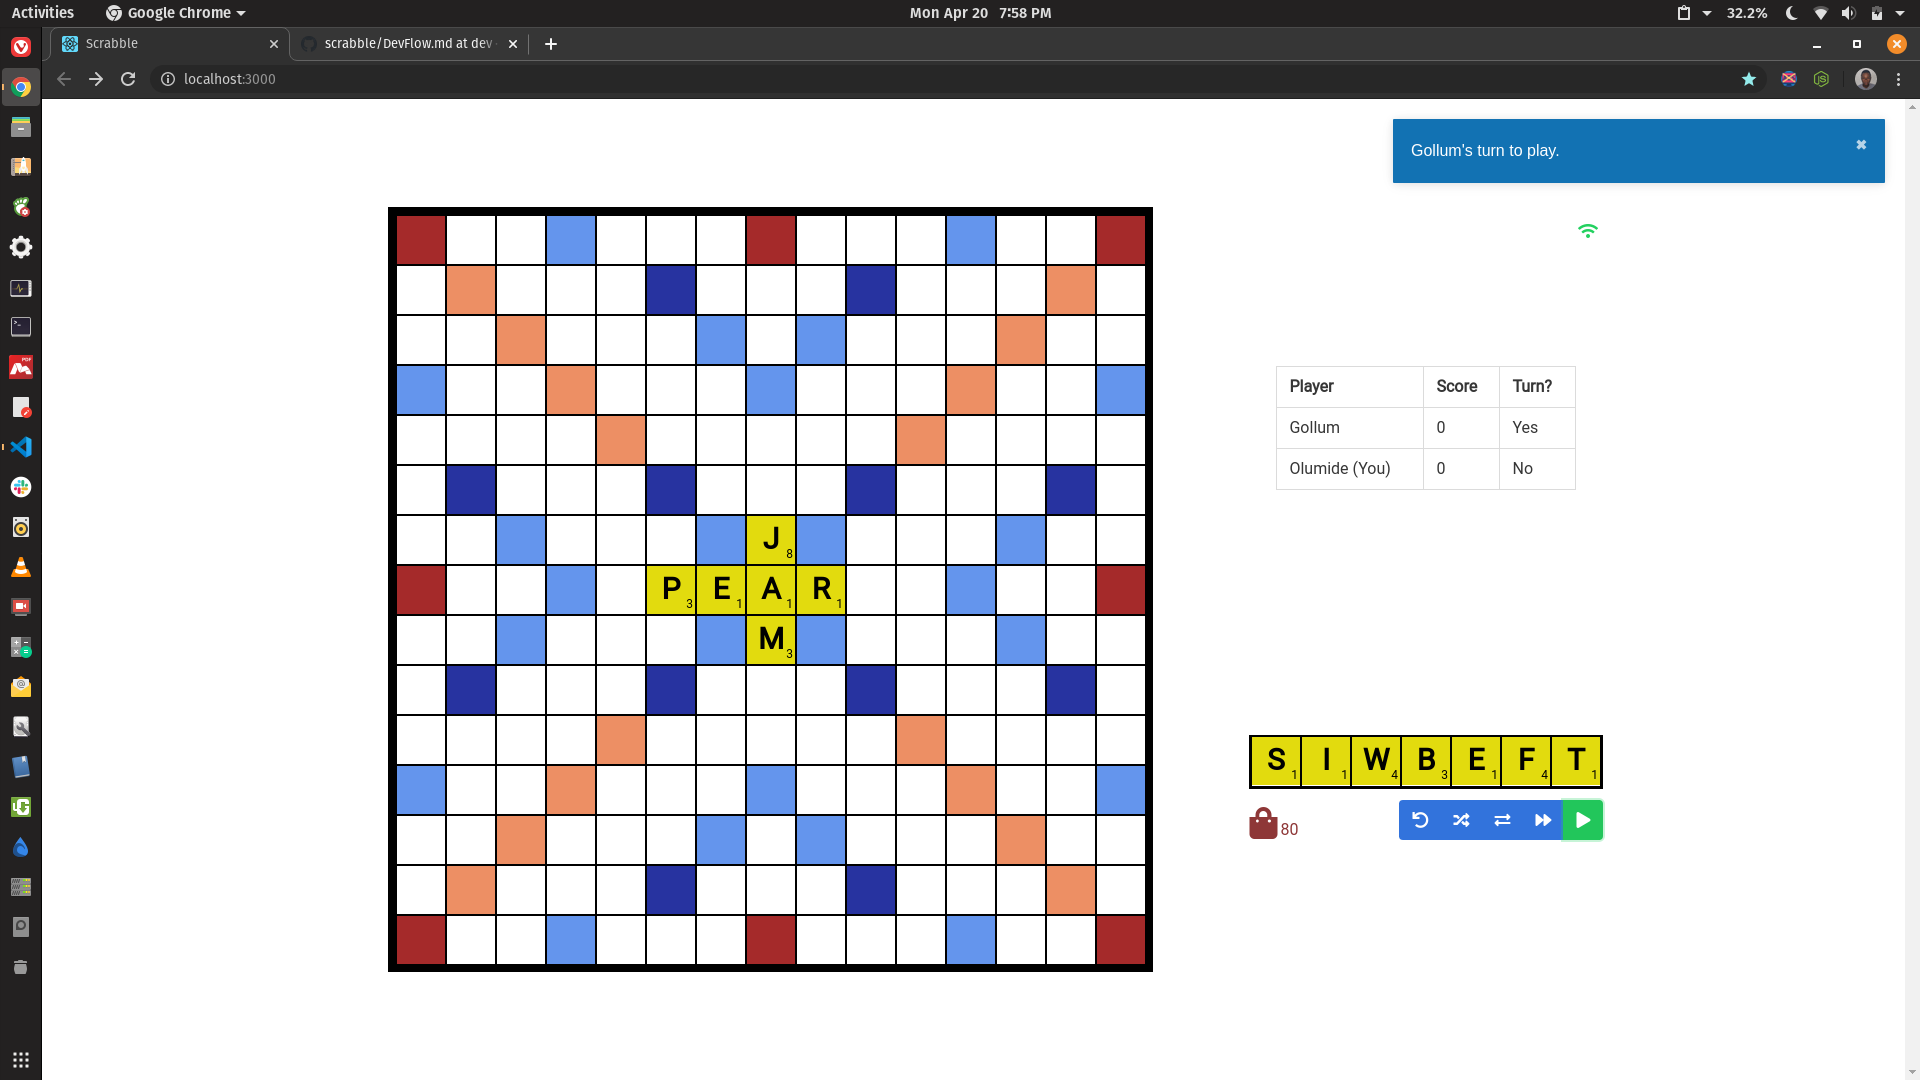 Activities Google Chrome Mon Apr 20 7:58 PM 32.2%
Scrabble scrabble/DevFlow.md at dev
localhost:3000
Gollum's turn to play.
Player Score Turn?
Gollum 0 Yes
Olumide (You) 0 No
J 8
P 3 E 1 A 1 R 1
M 3
S 1 I 1 W 4 B 3 E 1 F 4 T 1
80